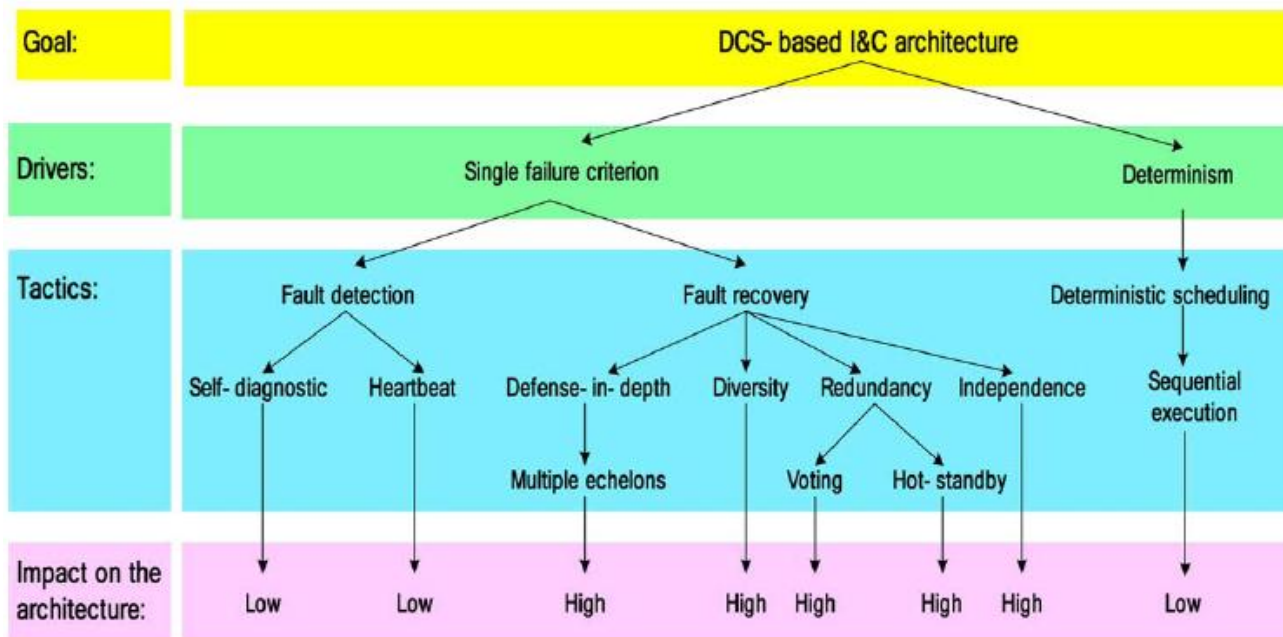 Goal:
DCS- based I&C architecture
Drivers:
Single failure criterion
Determinism
Tactics:
Fault detection
Fault recovery
Deterministic scheduling
Self- diagnostic
Heartbeat
Defense- in- depth
Diversity
Redundancy
Independence
Sequential
execution
Multiple echelons
Voting
Hot- standby
Impact on the
architecture:
Low
Low
High
High
High
High
High
Low